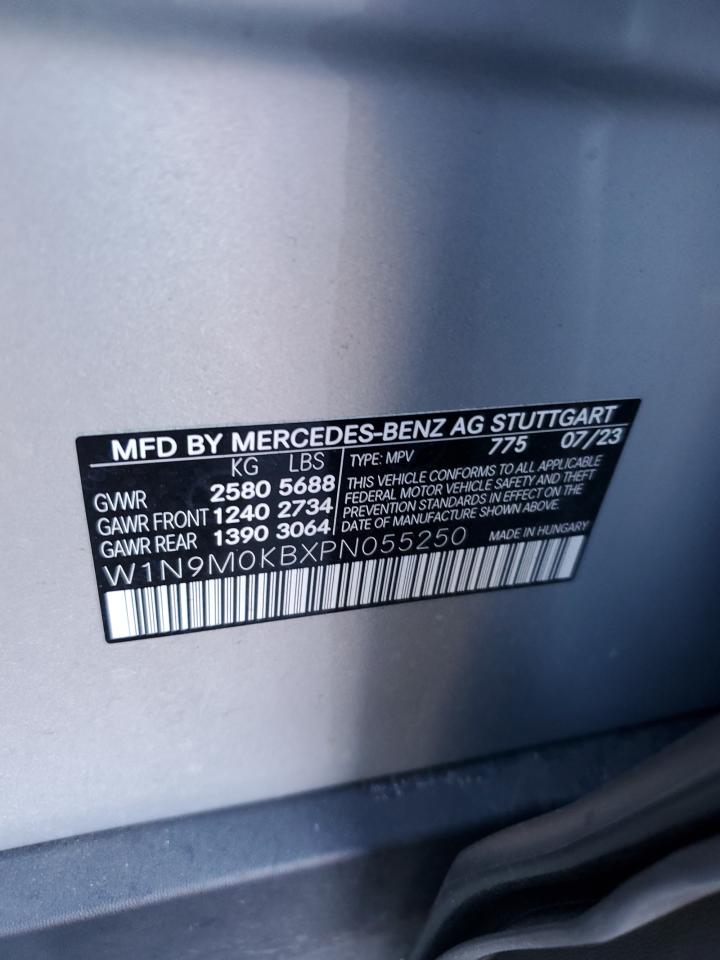 MFD BY MERCEDES-BENZ AG STUTTGART
KG LBS
GVWR 2580 5688
GAWR FRONT 1240 2734
GAWR REAR 1390 3064
TYPE: MPV 775 07/23
THIS VEHICLE CONFORMS TO ALL APPLICABLE
FEDERAL MOTOR VEHICLE SAFETY AND THEFT
PREVENTION STANDARDS IN EFFECT ON THE
DATE OF MANUFACTURE SHOWN ABOVE.
W1N9M0KBXPN055250
MADE IN HUNGARY